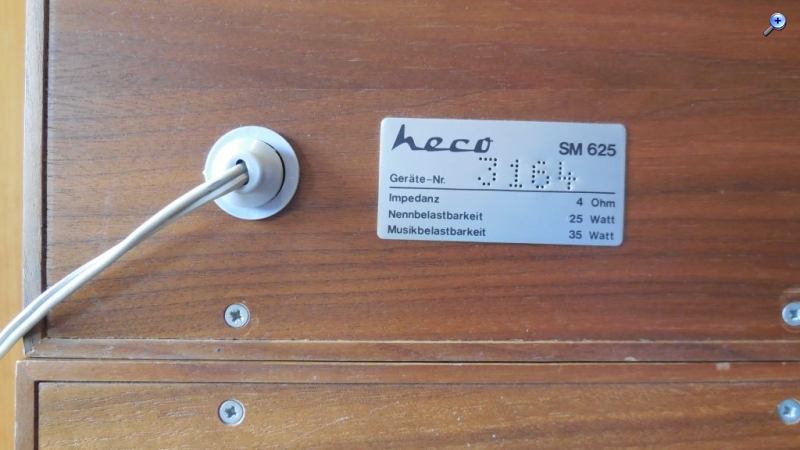 heco SM 625
Geräte-Nr. 3164
Impedanz 4 Ohm
Nennbelastbarkeit 25 Watt
Musikbelastbarkeit 35 Watt